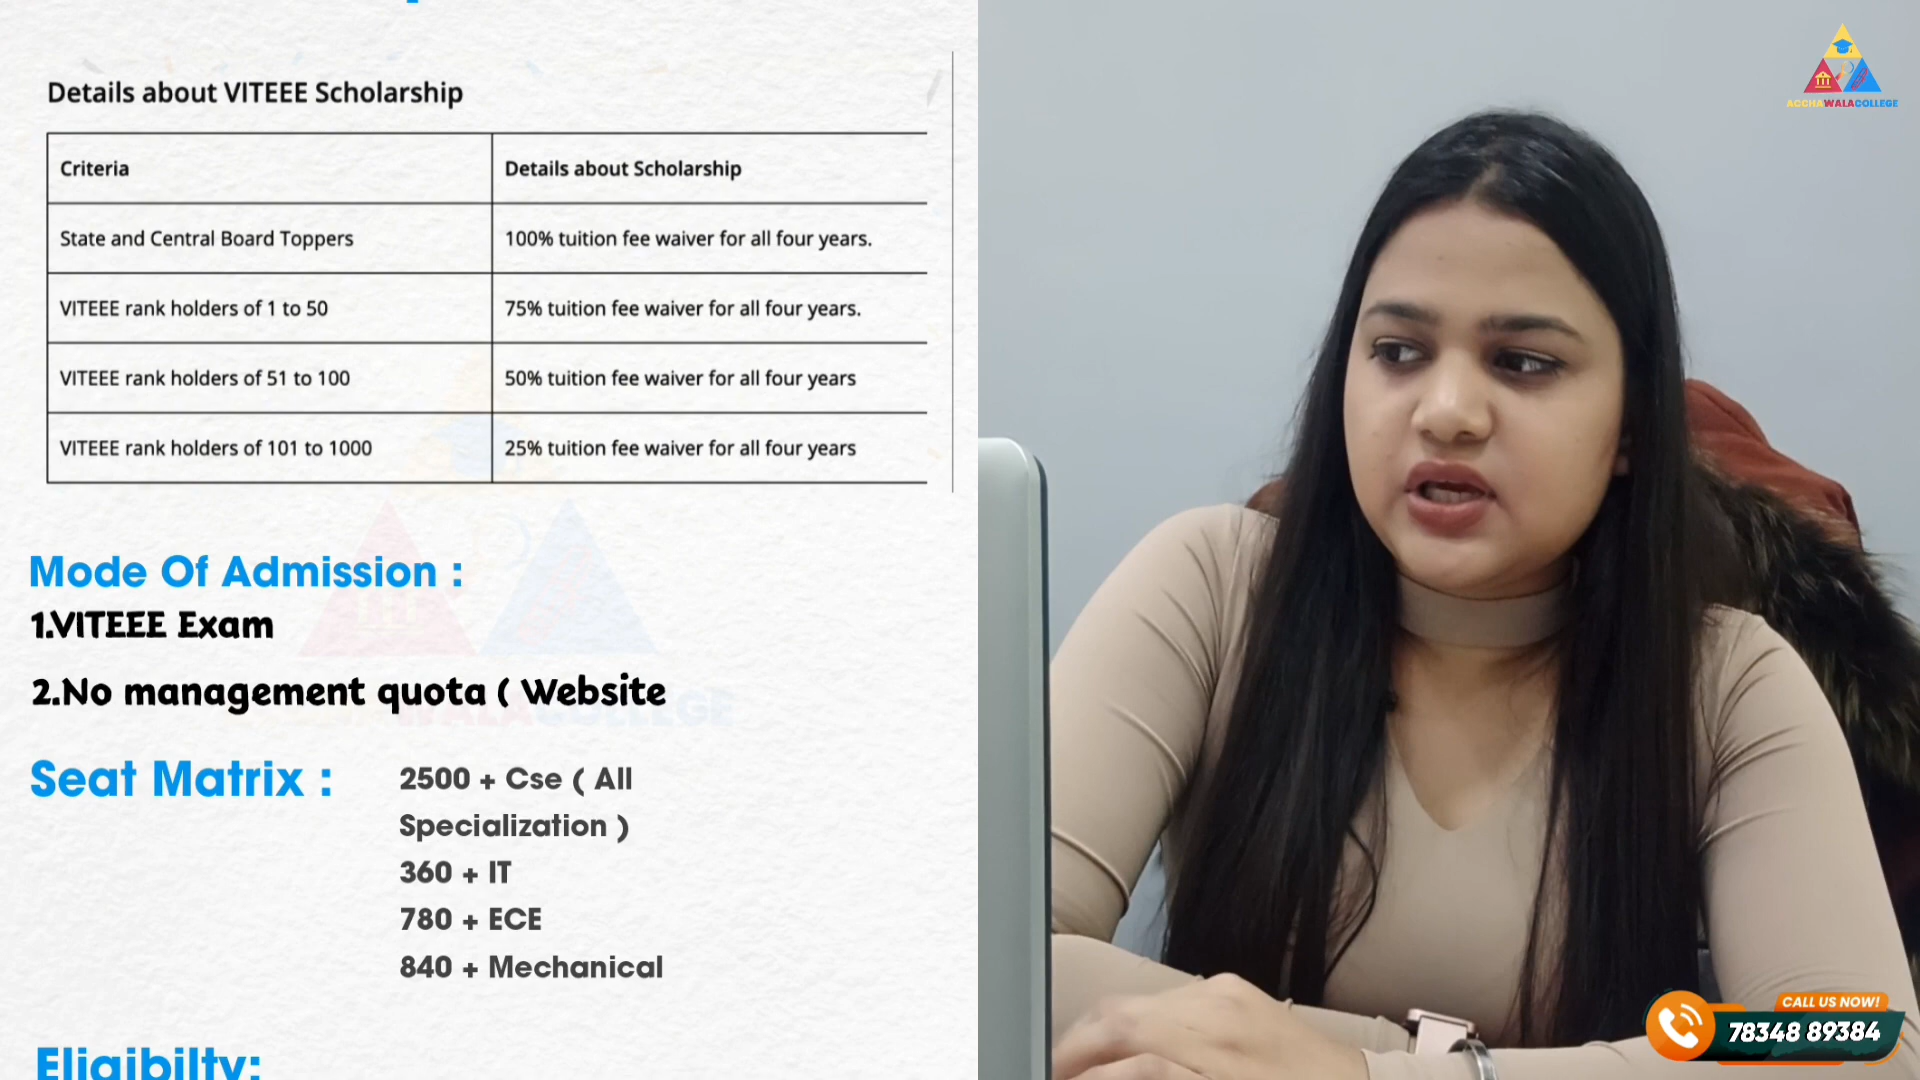 Details about VITEEE Scholarship
Criteria
Details about Scholarship
State and Central Board Toppers
100% tuition fee waiver for all four years.
VITEEE rank holders of 1 to 50
75% tuition fee waiver for all four years.
VITEEE rank holders of 51 to 100
50% tuition fee waiver for all four years
VITEEE rank holders of 101 to 1000
25% tuition fee waiver for all four years
Mode Of Admission :
1.VITEEE Exam
2.No management quota ( Website
Seat Matrix :
2500 + Cse ( All
Specialization )
360 + IT
780 + ECE
840 + Mechanical
Eligibilty:
ACCHAWALACOLLEGE
CALL US NOW!
78348 89384